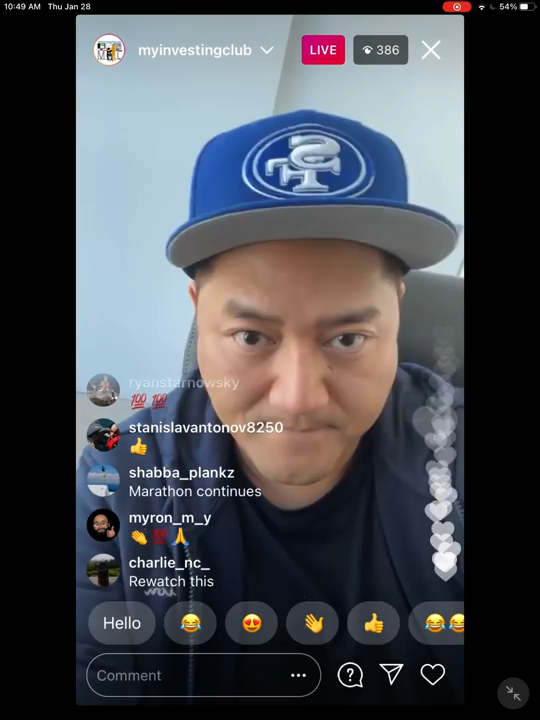 10:49 AM Thu Jan 28
54%
myinvestingclub
LIVE
386
SF
ryanstarnowsky
💯 💯
stanislavantonov8250
👍
shabba_plankz
Marathon continues
myron_m_y
👏💯🙏
charlie_nc_
Rewatch this
Hello
😂
😍
👋
👍
😂😂
Comment